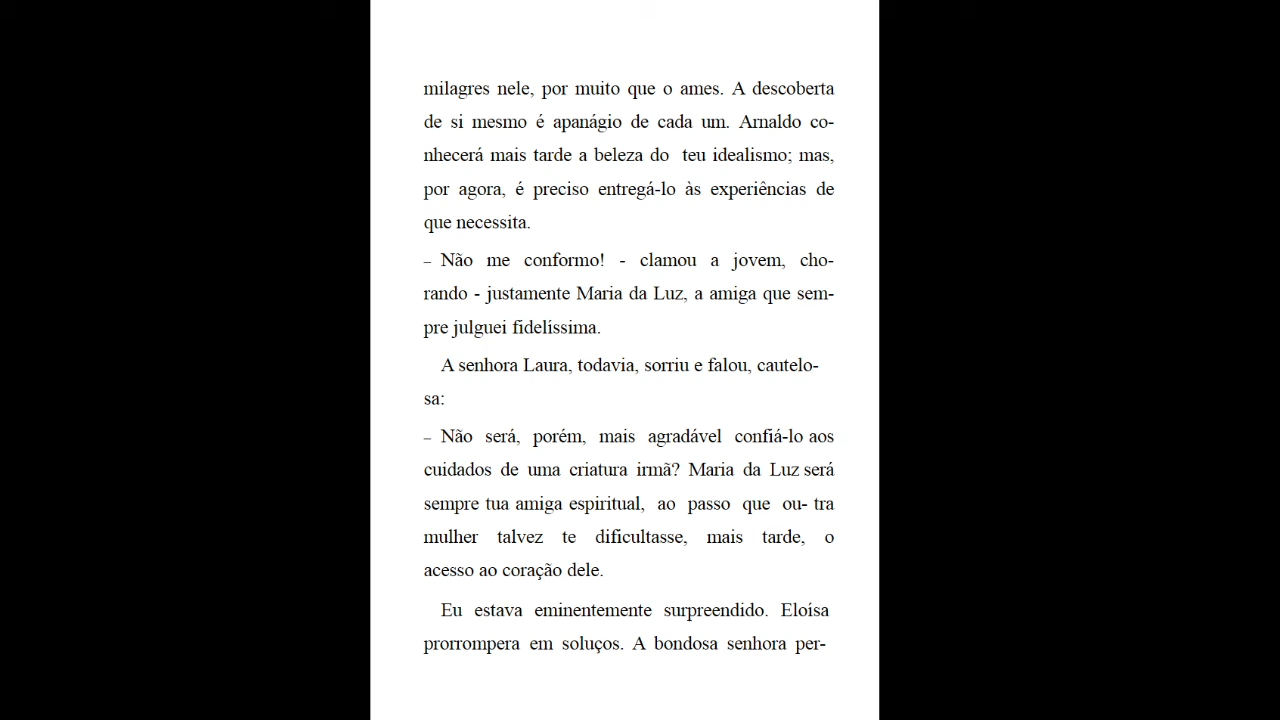 milagres nele, por muito que o ames. A descoberta
de si mesmo é apanágio de cada um. Arnaldo co-
nhecerá mais tarde a beleza do teu idealismo; mas,
por agora, é preciso entregá-lo às experiências de
que necessita.
– Não me conformo! - clamou a jovem, cho-
rando - justamente Maria da Luz, a amiga que sem-
pre julguei fidelíssima.
A senhora Laura, todavia, sorriu e falou, cautelo-
sa:
– Não será, porém, mais agradável confiá-lo aos
cuidados de uma criatura irmã? Maria da Luz será
sempre tua amiga espiritual, ao passo que ou- tra
mulher talvez te dificultasse, mais tarde, o
acesso ao coração dele.
Eu estava eminentemente surpreendido. Eloísa
prorrompera em soluços. A bondosa senhora per-